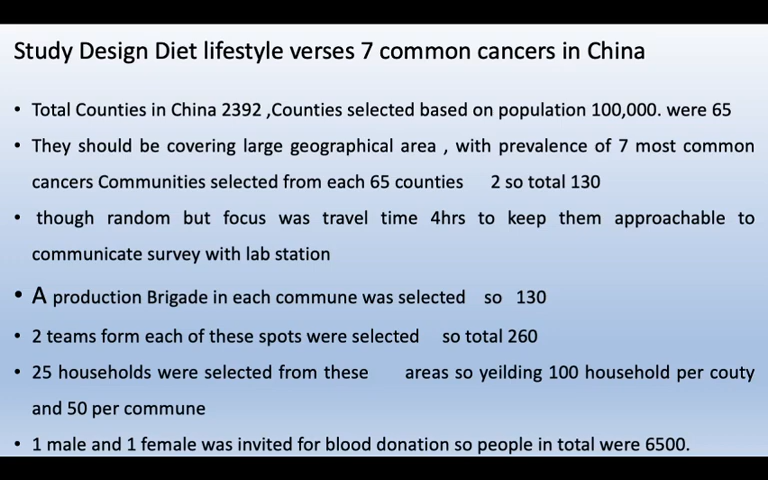 Study Design Diet lifestyle verses 7 common cancers in China
• Total Counties in China 2392 ,Counties selected based on population 100,000. were 65
• They should be covering large geographical area , with prevalence of 7 most common
cancers Communities selected from each 65 counties 2 so total 130
• though random but focus was travel time 4hrs to keep them approachable to
communicate survey with lab station
• A production Brigade in each commune was selected so 130
• 2 teams form each of these spots were selected so total 260
• 25 households were selected from these areas so yeilding 100 household per couty
and 50 per commune
• 1 male and 1 female was invited for blood donation so people in total were 6500.